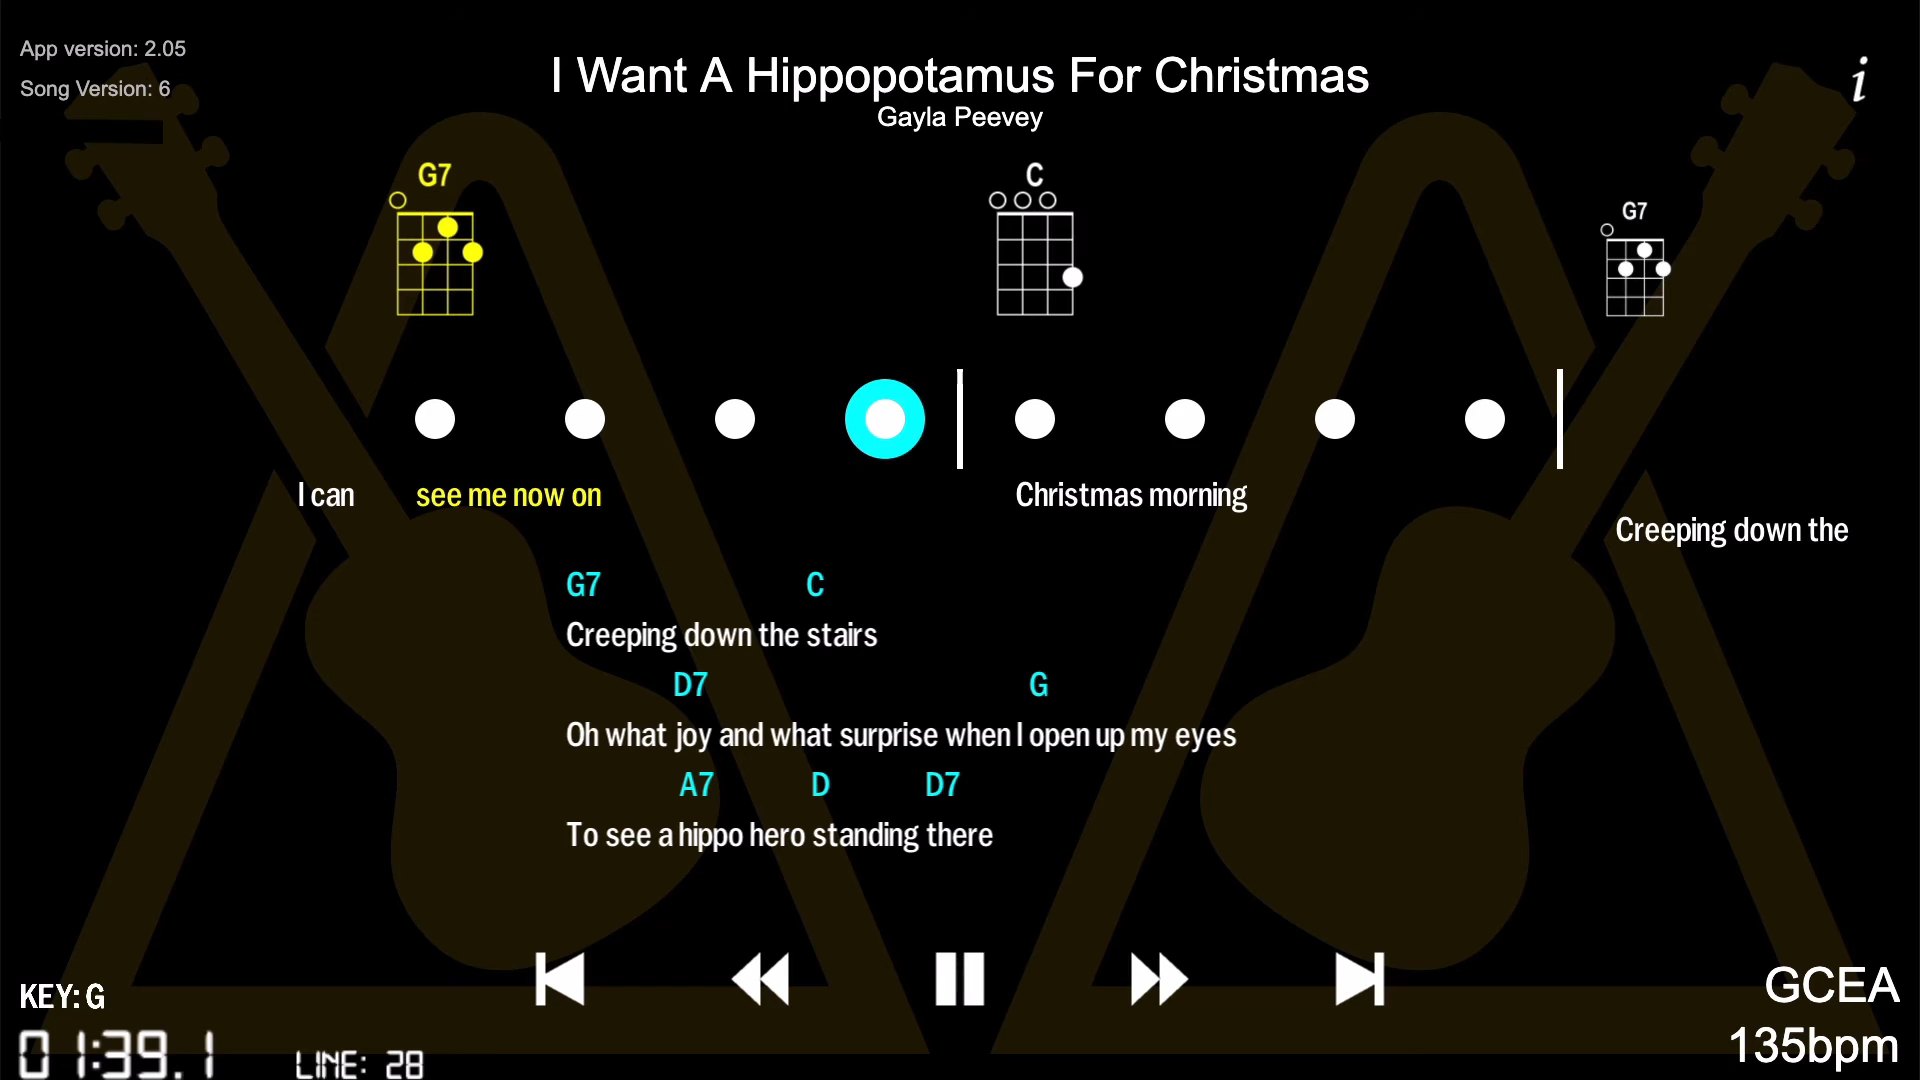 App version: 2.05
Song Version: 6
I Want A Hippopotamus For Christmas
Gayla Peevey
i
G7
C
G7
I can see me now on Christmas morning
Creeping down the
G7 C
Creeping down the stairs
D7 G
Oh what joy and what surprise when I open up my eyes
A7 D D7
To see a hippo hero standing there
KEY: G
01:39.1
LINE: 28
GCEA
135bpm